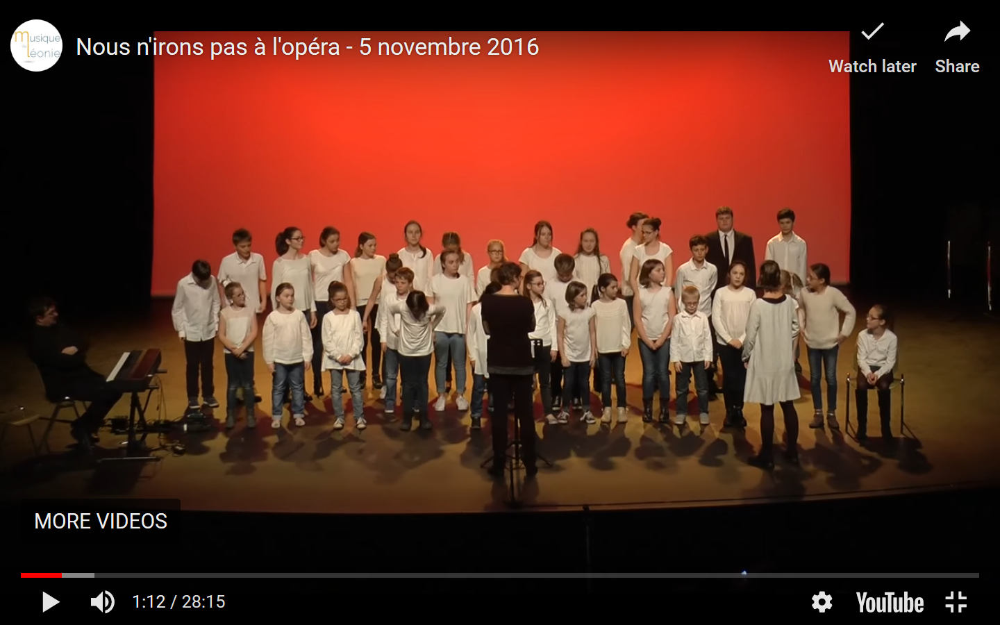 musique
léonie
Nous n'irons pas à l'opéra - 5 novembre 2016
Watch later
Share
MORE VIDEOS
1:12 / 28:15
YouTube